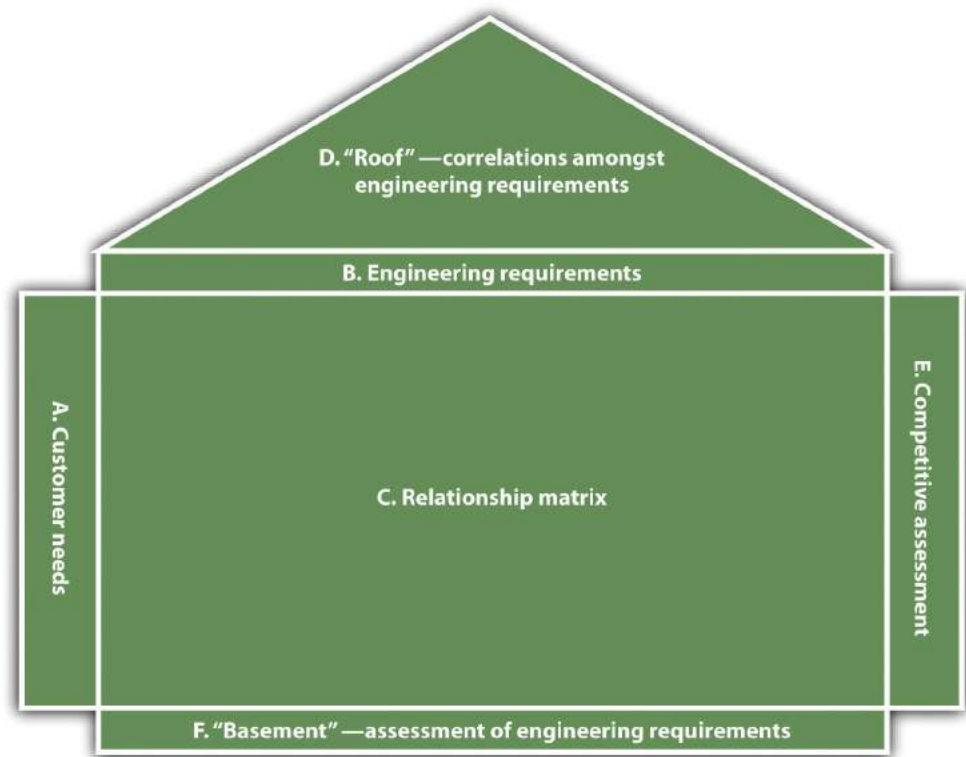 D. “Roof” —correlations amongst
engineering requirements
B. Engineering requirements
A. Customer needs
C. Relationship matrix
E. Competitive assessment
F. “Basement” —assessment of engineering requirements